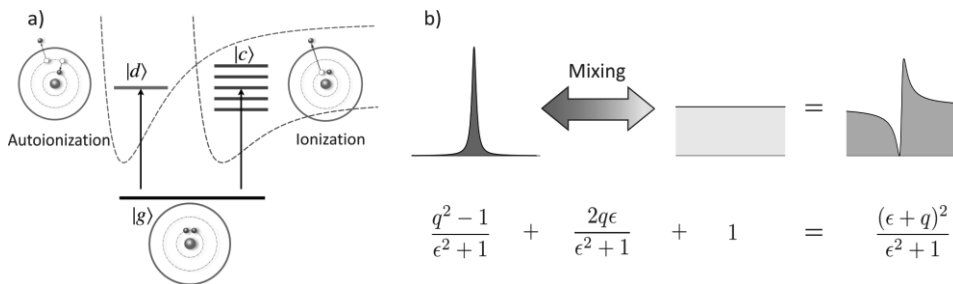 a)
|d⟩
|c⟩
Autoionization
Ionization
|g⟩
b)
Mixing
=
(q² − 1)/(ϵ² + 1) + 2qϵ/(ϵ² + 1) + 1 = (ϵ + q)²/(ϵ² + 1)